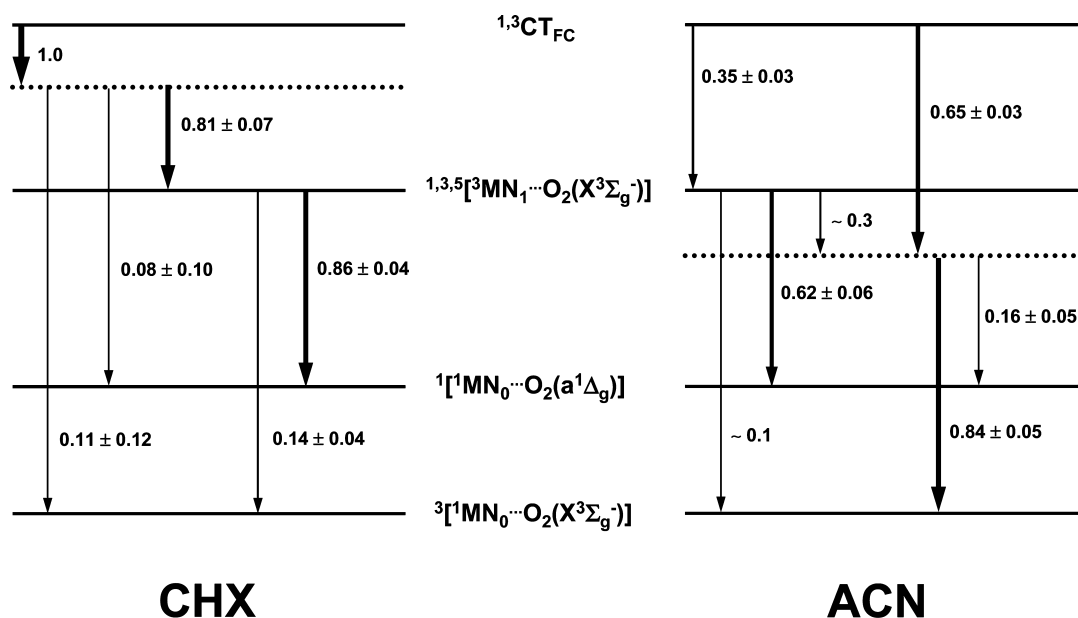 ¹,³CT_FC
1.0
0.35 ± 0.03
0.81 ± 0.07
0.65 ± 0.03
¹,³,⁵[³MN₁···O₂(X³Σg⁻)]
~ 0.3
0.08 ± 0.10
0.86 ± 0.04
0.62 ± 0.06
0.16 ± 0.05
¹[¹MN₀···O₂(a¹Δg)]
0.11 ± 0.12
0.14 ± 0.04
~ 0.1
0.84 ± 0.05
³[¹MN₀···O₂(X³Σg⁻)]
CHX
ACN